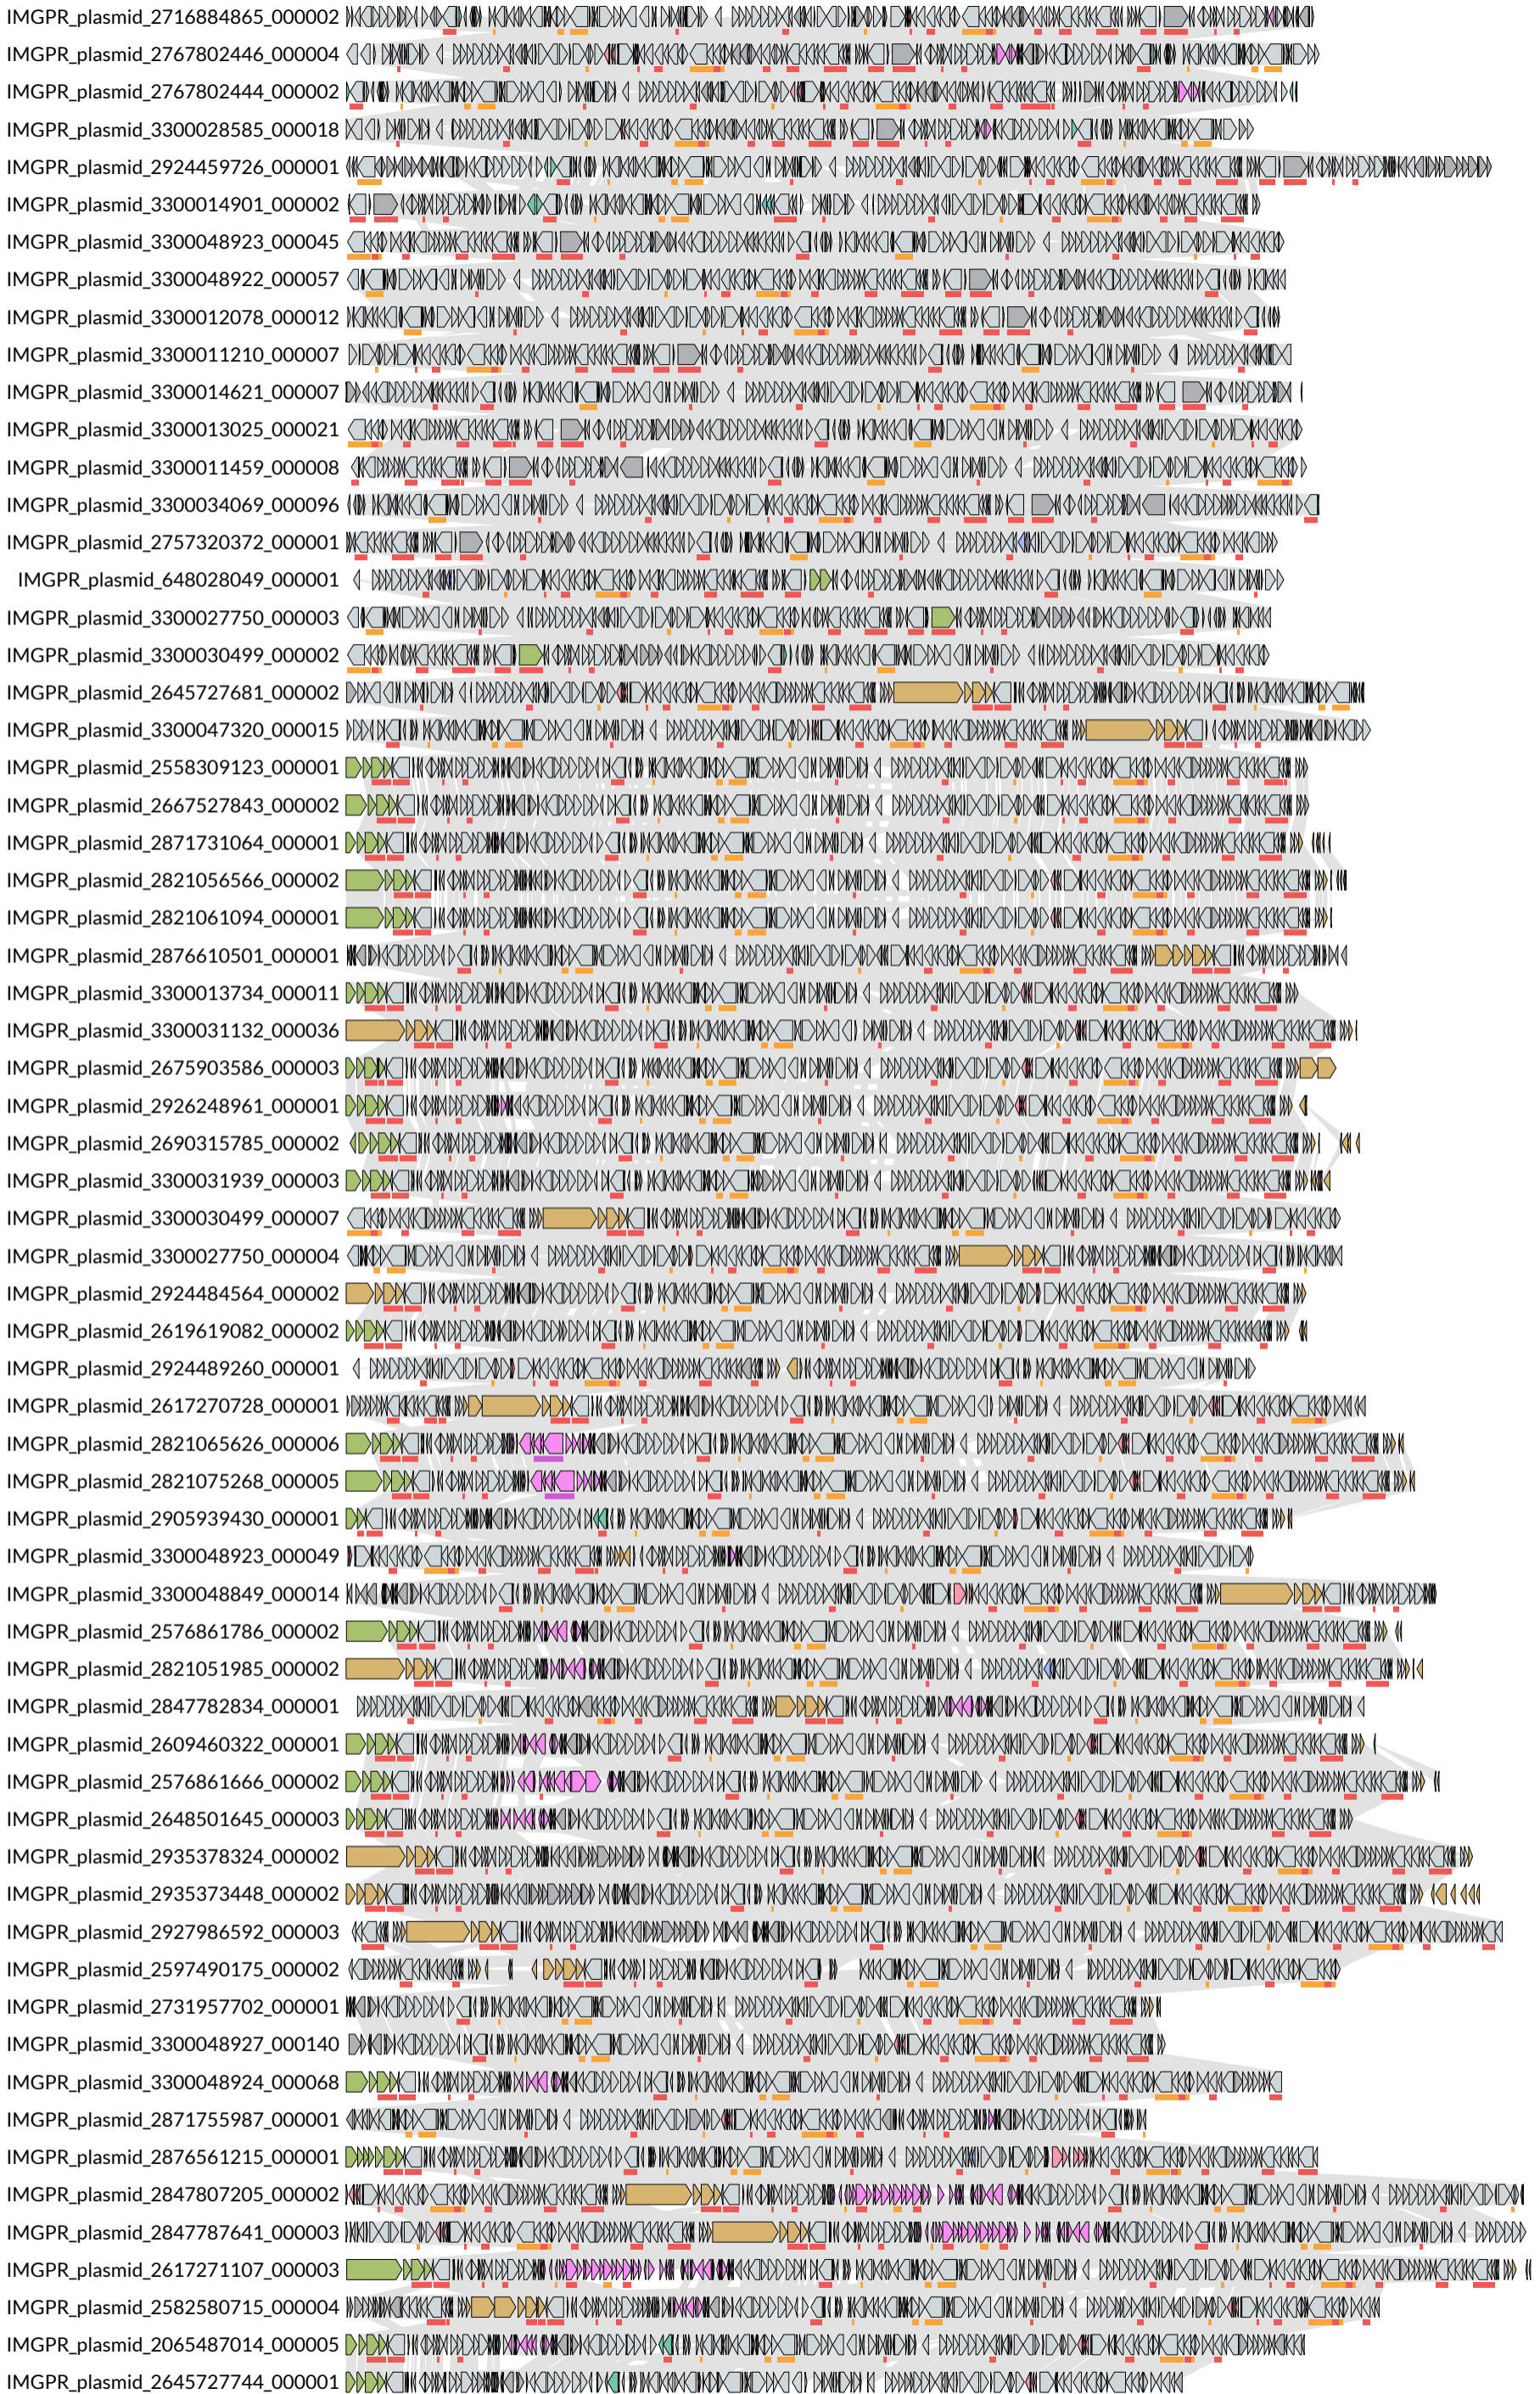 IMGPR_plasmid_2716884865_000002
IMGPR_plasmid_2767802446_000004
IMGPR_plasmid_2767802444_000002
IMGPR_plasmid_3300028585_000018
IMGPR_plasmid_2924459726_000001
IMGPR_plasmid_3300014901_000002
IMGPR_plasmid_3300048923_000045
IMGPR_plasmid_3300048922_000057
IMGPR_plasmid_3300012078_000012
IMGPR_plasmid_3300011210_000007
IMGPR_plasmid_3300014621_000007
IMGPR_plasmid_3300013025_000021
IMGPR_plasmid_3300011459_000008
IMGPR_plasmid_3300034069_000096
IMGPR_plasmid_2757320372_000001
IMGPR_plasmid_648028049_000001
IMGPR_plasmid_3300027750_000003
IMGPR_plasmid_3300030499_000002
IMGPR_plasmid_2645727681_000002
IMGPR_plasmid_3300047320_000015
IMGPR_plasmid_2558309123_000001
IMGPR_plasmid_2667527843_000002
IMGPR_plasmid_2871731064_000001
IMGPR_plasmid_2821056566_000002
IMGPR_plasmid_2821061094_000001
IMGPR_plasmid_2876610501_000001
IMGPR_plasmid_3300013734_000011
IMGPR_plasmid_3300031132_000036
IMGPR_plasmid_2675903586_000003
IMGPR_plasmid_2926248961_000001
IMGPR_plasmid_2690315785_000002
IMGPR_plasmid_3300031939_000003
IMGPR_plasmid_3300030499_000007
IMGPR_plasmid_3300027750_000004
IMGPR_plasmid_2924484564_000002
IMGPR_plasmid_2619619082_000002
IMGPR_plasmid_2924489260_000001
IMGPR_plasmid_2617270728_000001
IMGPR_plasmid_2821065626_000006
IMGPR_plasmid_2821075268_000005
IMGPR_plasmid_2905939430_000001
IMGPR_plasmid_3300048923_000049
IMGPR_plasmid_3300048849_000014
IMGPR_plasmid_2576861786_000002
IMGPR_plasmid_2821051985_000002
IMGPR_plasmid_2847782834_000001
IMGPR_plasmid_2609460322_000001
IMGPR_plasmid_2576861666_000002
IMGPR_plasmid_2648501645_000003
IMGPR_plasmid_2935378324_000002
IMGPR_plasmid_2935373448_000002
IMGPR_plasmid_2927986592_000003
IMGPR_plasmid_2597490175_000002
IMGPR_plasmid_2731957702_000001
IMGPR_plasmid_3300048927_000140
IMGPR_plasmid_3300048924_000068
IMGPR_plasmid_2871755987_000001
IMGPR_plasmid_2876561215_000001
IMGPR_plasmid_2847807205_000002
IMGPR_plasmid_2847787641_000003
IMGPR_plasmid_2617271107_000003
IMGPR_plasmid_2582580715_000004
IMGPR_plasmid_2065487014_000005
IMGPR_plasmid_2645727744_000001